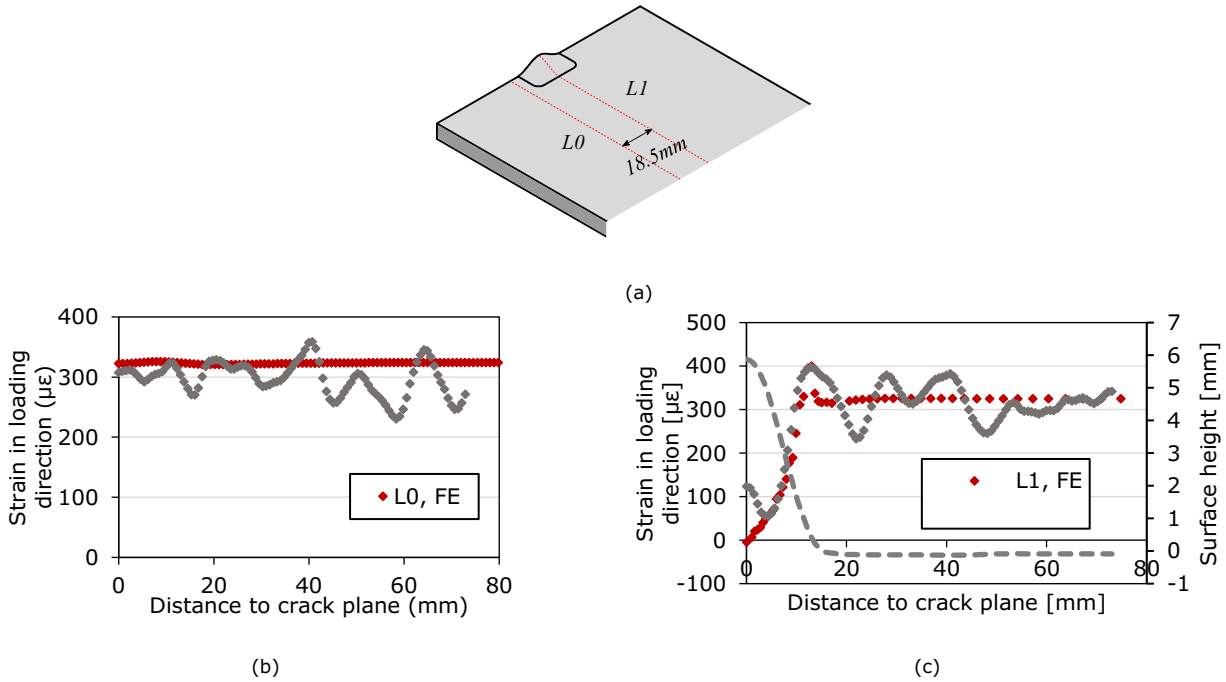 L1
L0
18.5mm
(a)
Strain in loading
direction (με)
400
300
200
100
0
0
20
40
60
80
L0, FE
Distance to crack plane (mm)
(b)
Strain in loading
direction [με]
500
400
300
200
100
0
-100
0
20
40
60
80
L1, FE
7
6
5
4
3
2
1
0
-1
Surface height [mm]
Distance to crack plane [mm]
(c)